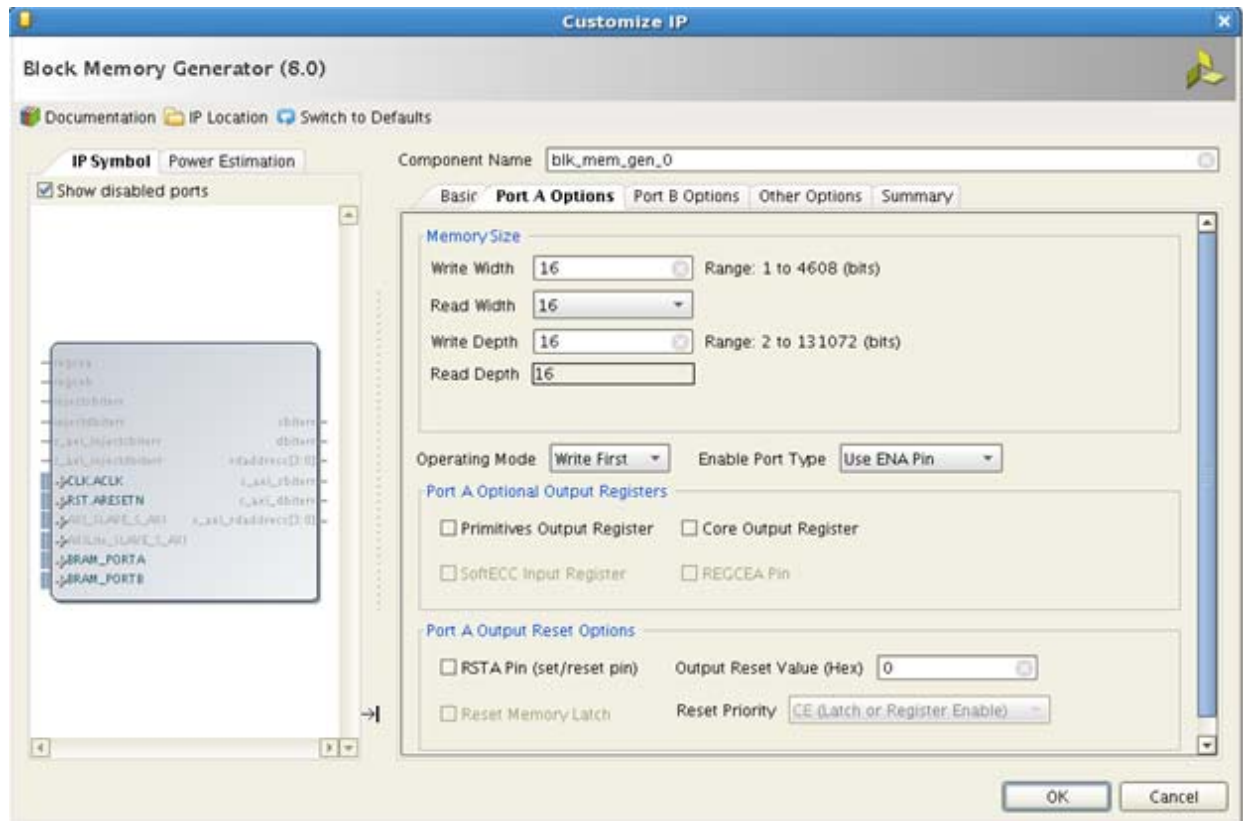 Customize IP
Block Memory Generator (6.0)
Documentation IP Location Switch to Defaults
IP Symbol Power Estimation
Show disabled ports
CLK.ACLK
RST.ARESETN
BRAM_PORTA
BRAM_PORTB
Component Name blk_mem_gen_0
Basic Port A Options Port B Options Other Options Summary
Memory Size
Write Width 16 Range: 1 to 4608 (bits)
Read Width 16
Write Depth 16 Range: 2 to 131072 (bits)
Read Depth 16
Operating Mode Write First Enable Port Type Use ENA Pin
Port A Optional Output Registers
Primitives Output Register Core Output Register
SoftECC Input Register REGCEA Pin
Port A Output Reset Options
RSTA Pin (set/reset pin) Output Reset Value (Hex) 0
Reset Memory Latch Reset Priority CE (Latch or Register Enable)
OK Cancel